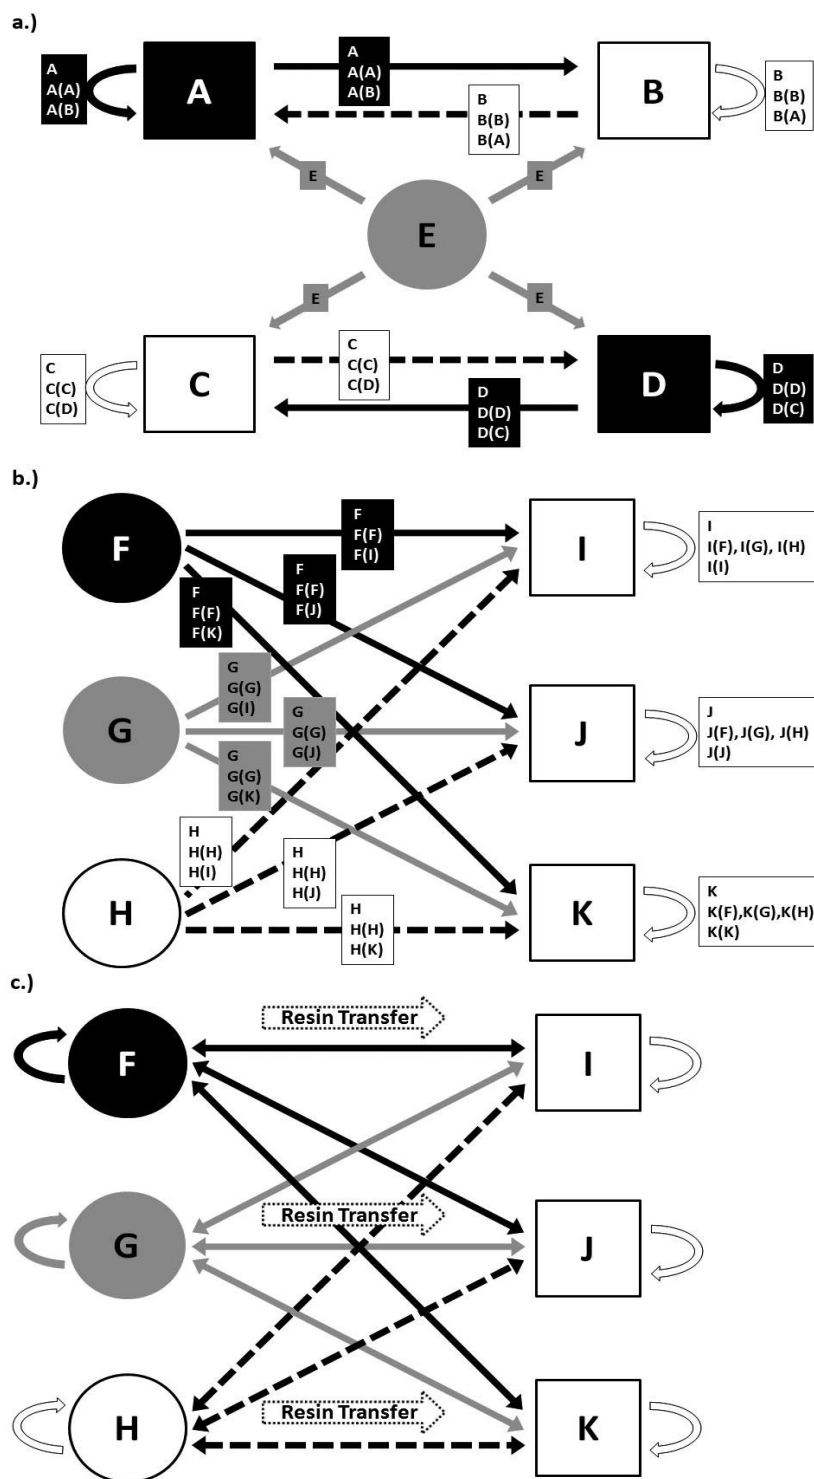 a.)
A
A(A)
A(B)
A
A
A(A)
A(B)
B
B(B)
B(A)
B
B
B(B)
B(A)
E
E
E
E
E
C
C(C)
C(D)
C
C
C(C)
C(D)
D
D(D)
D(C)
D
D
D(D)
D(C)
b.)
F
F
F(F)
F(I)
F
F(F)
F(J)
F
F(F)
F(K)
I
I
I(F), I(G), I(H)
I(I)
G
G
G(G)
G(I)
G
G(G)
G(J)
G
G(G)
G(K)
J
J
J(F), J(G), J(H)
J(J)
H
H
H(H)
H(I)
H
H(H)
H(J)
H
H(H)
H(K)
K
K
K(F),K(G),K(H)
K(K)
c.)
Resin Transfer
F
I
Resin Transfer
G
J
Resin Transfer
H
K